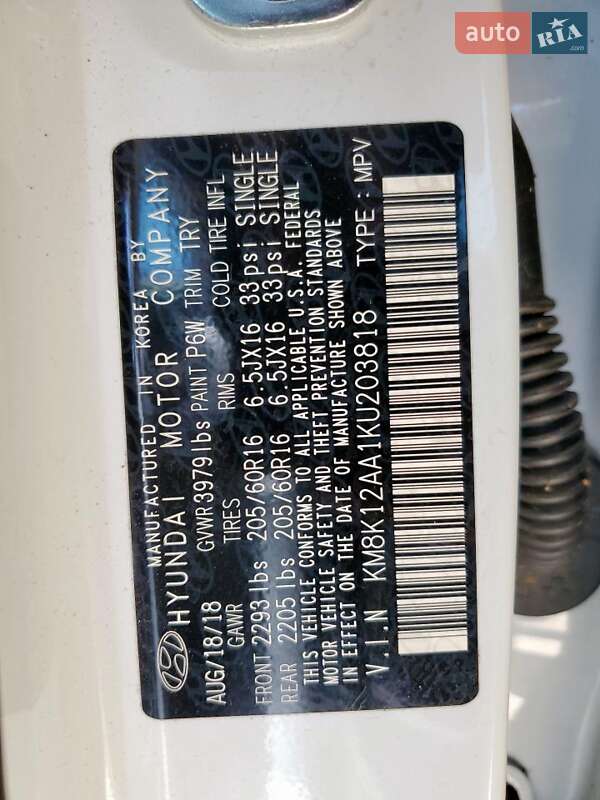 auto RIA.com
MANUFACTURED IN KOREA BY
HYUNDAI MOTOR COMPANY
AUG/18/18 GVWR3979lbs PAINT P6W TRIM TRY
GAWR TIRES RIMS COLD TIRE INFL
FRONT 2293 lbs 205/60R16 6.5JX16 33psi SINGLE
REAR 2205 lbs 205/60R16 6.5JX16 33psi SINGLE
THIS VEHICLE CONFORMS TO ALL APPLICABLE U.S.A. FEDERAL
MOTOR VEHICLE SAFETY AND THEFT PREVENTION STANDARDS
IN EFFECT ON THE DATE OF MANUFACTURE SHOWN ABOVE
V.I.N KM8K12AA1KU203818 TYPE : MPV